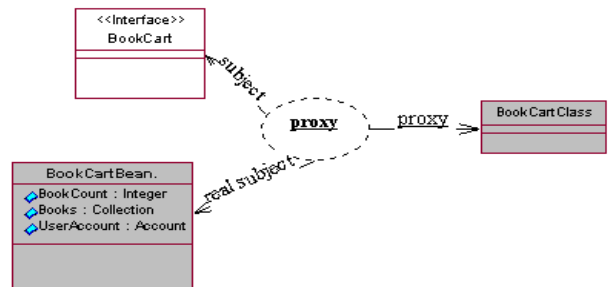 <<Interface>>
BookCart
subject
proxy
proxy
BookCartClass
real subject
BookCartBean.
BookCount : Integer
Books : Collection
UserAccount : Account